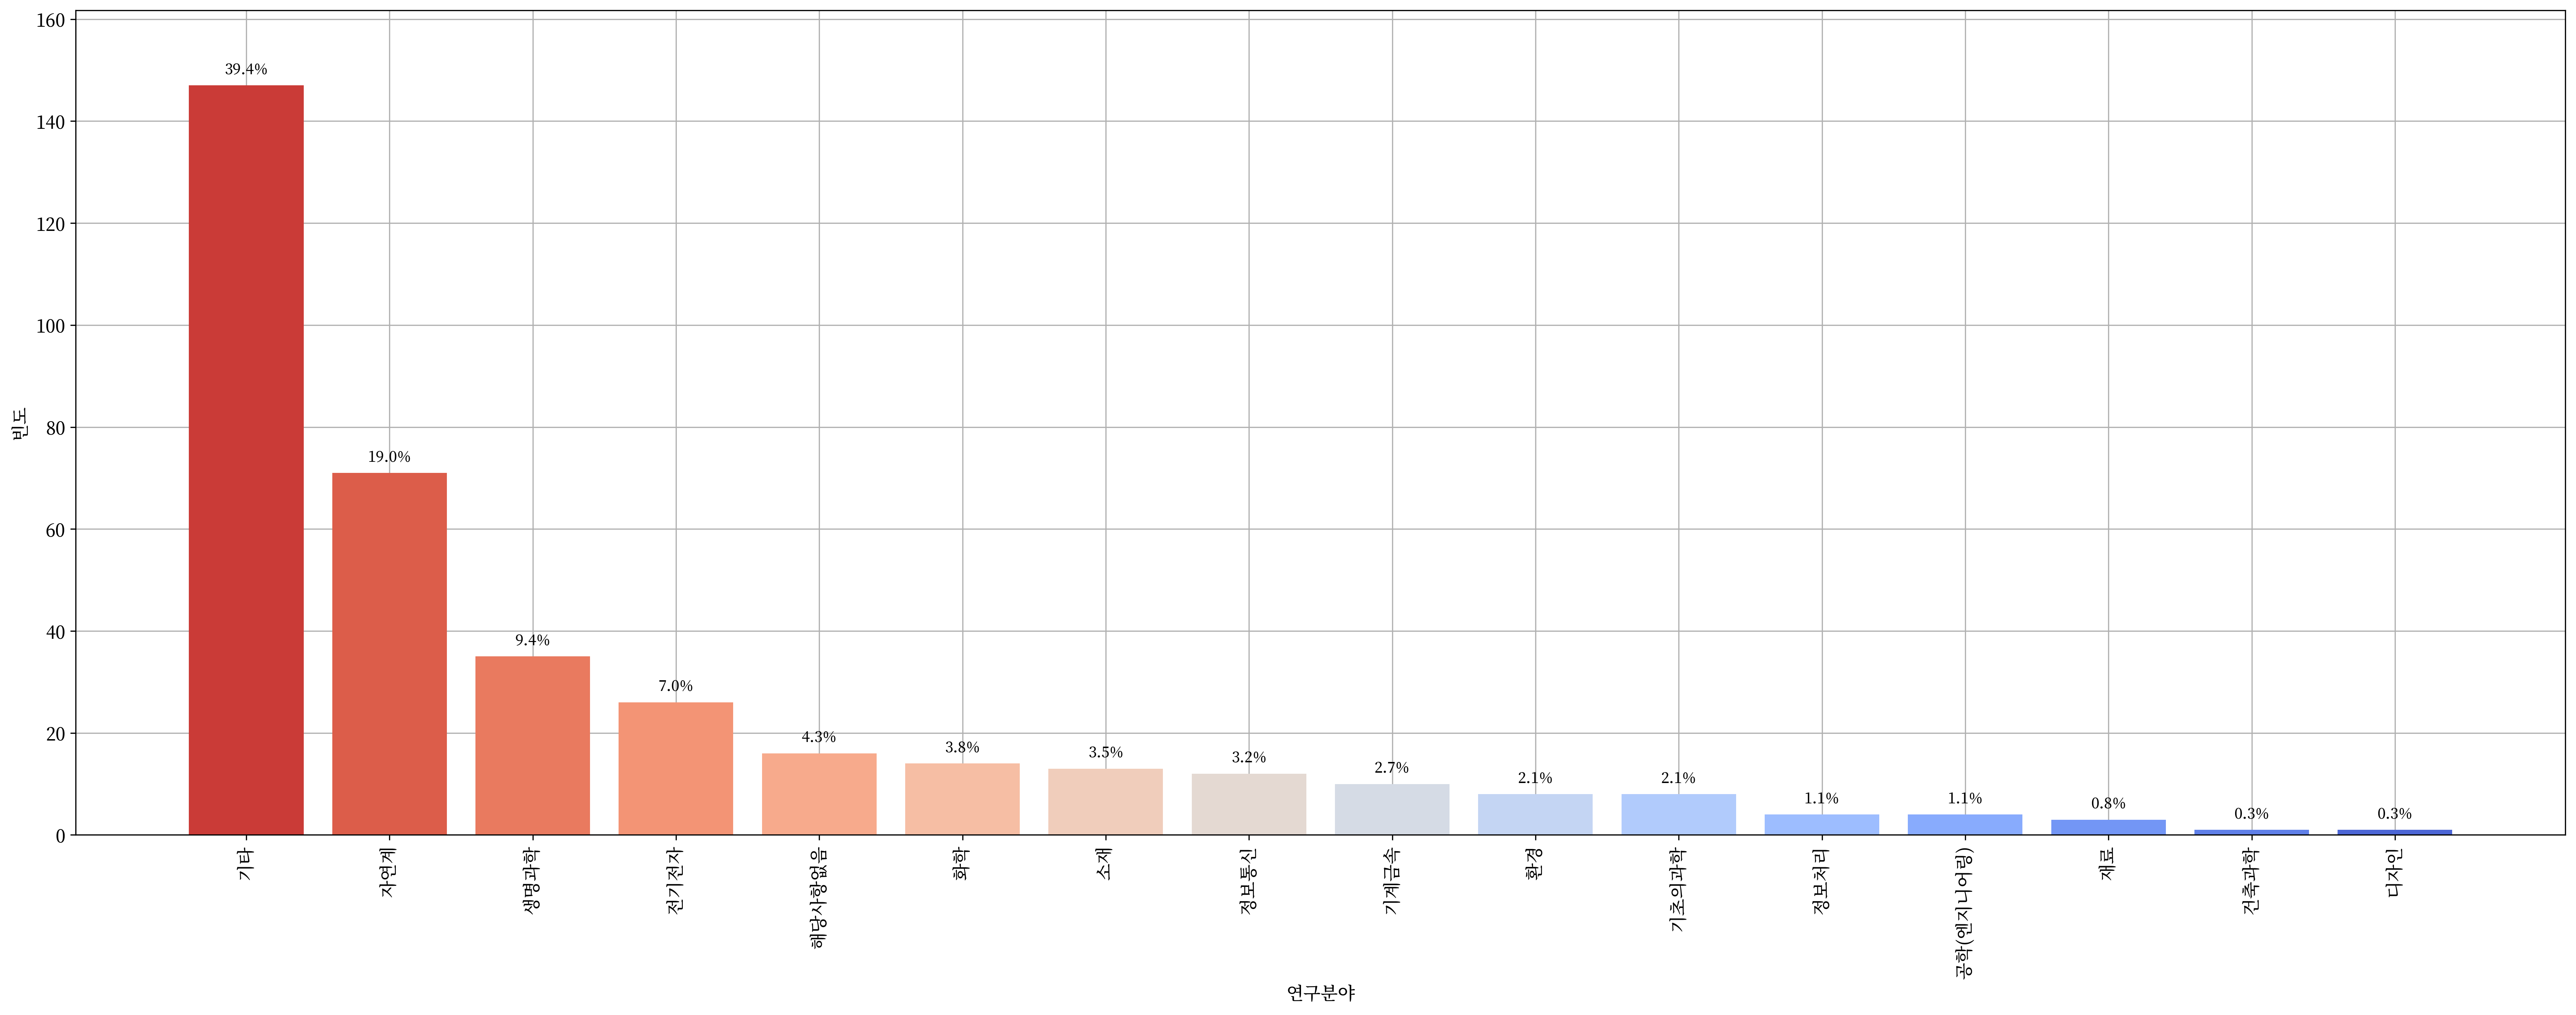 160
140
120
100
80
60
40
20
0
빈도
39.4%
19.0%
9.4%
7.0%
4.3%
3.8%
3.5%
3.2%
2.7%
2.1%
2.1%
1.1%
1.1%
0.8%
0.3%
0.3%
기타
자연계
생명과학
전기전자
해당사항없음
화학
소재
정보통신
기계금속
환경
기초의과학
정보처리
공학(엔지니어링)
재료
건축과학
디자인
연구분야